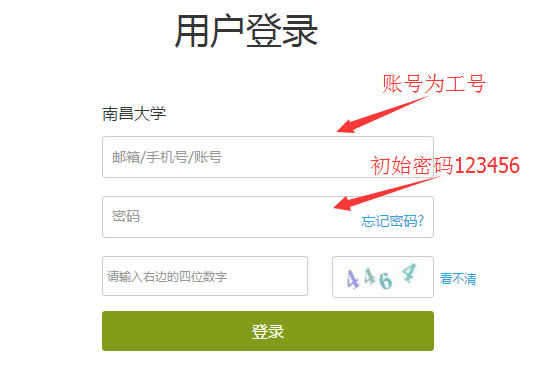 用户登录
账号为工号
南昌大学
邮箱/手机号/账号
初始密码123456
密码
忘记密码?
请输入右边的四位数字
4464
看不清
登录